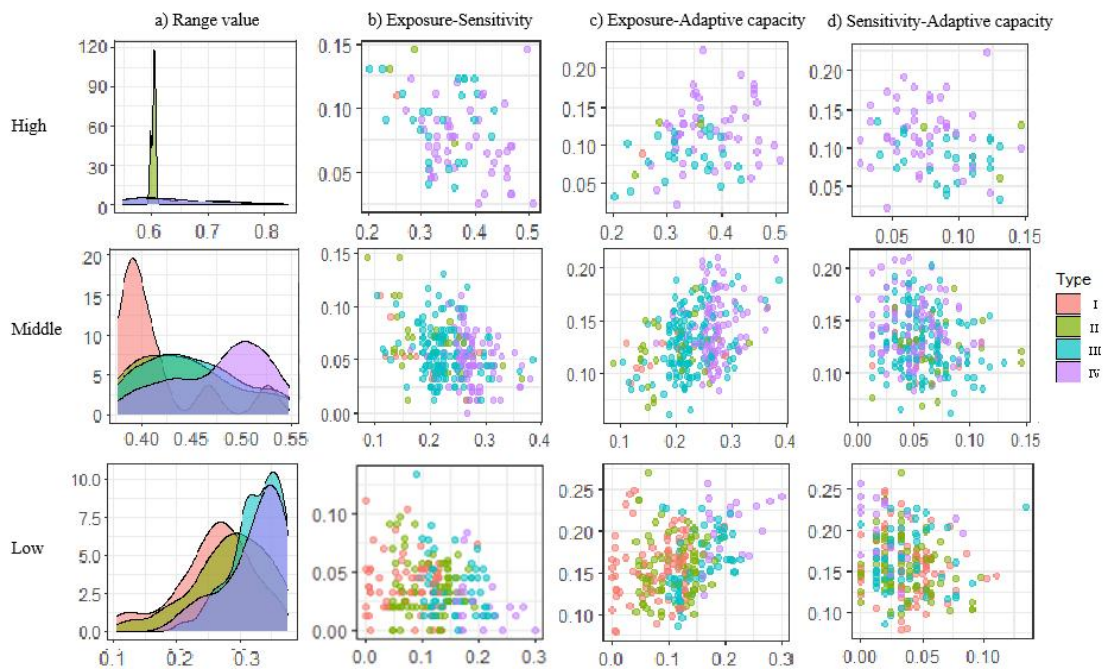 a) Range value b) Exposure-Sensitivity c) Exposure-Adaptive capacity d) Sensitivity-Adaptive capacity
High
120
90
60
30
0
0.6 0.7 0.8
0.15
0.10
0.05
0.2 0.3 0.4 0.5
0.20
0.15
0.10
0.05
0.2 0.3 0.4 0.5
0.20
0.15
0.10
0.05
0.05 0.10 0.15
Middle
20
15
10
5
0
0.40 0.45 0.50 0.55
0.15
0.10
0.05
0.00
0.1 0.2 0.3 0.4
0.20
0.15
0.10
0.1 0.2 0.3 0.4
0.20
0.15
0.10
0.00 0.05 0.10 0.15
Type
I
II
III
IV
Low
10.0
7.5
5.0
2.5
0.0
0.1 0.2 0.3
0.10
0.05
0.00
0.0 0.1 0.2 0.3
0.25
0.20
0.15
0.10
0.0 0.1 0.2 0.3
0.25
0.20
0.15
0.10
0.00 0.05 0.10